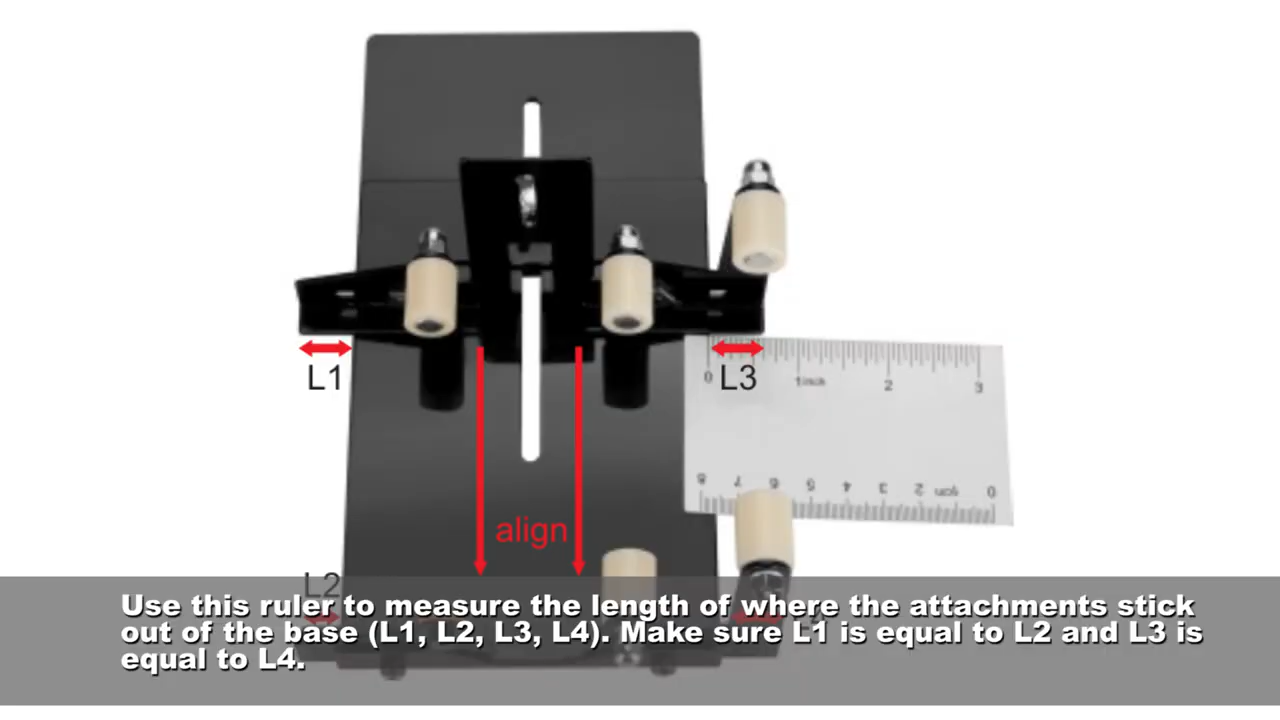 L1
L3
0 1inch 2 3
8 7 6 5 4 3 2 1cm 0
align
L2
Use this ruler to measure the length of where the attachments stick
out of the base (L1, L2, L3, L4). Make sure L1 is equal to L2 and L3 is
equal to L4.